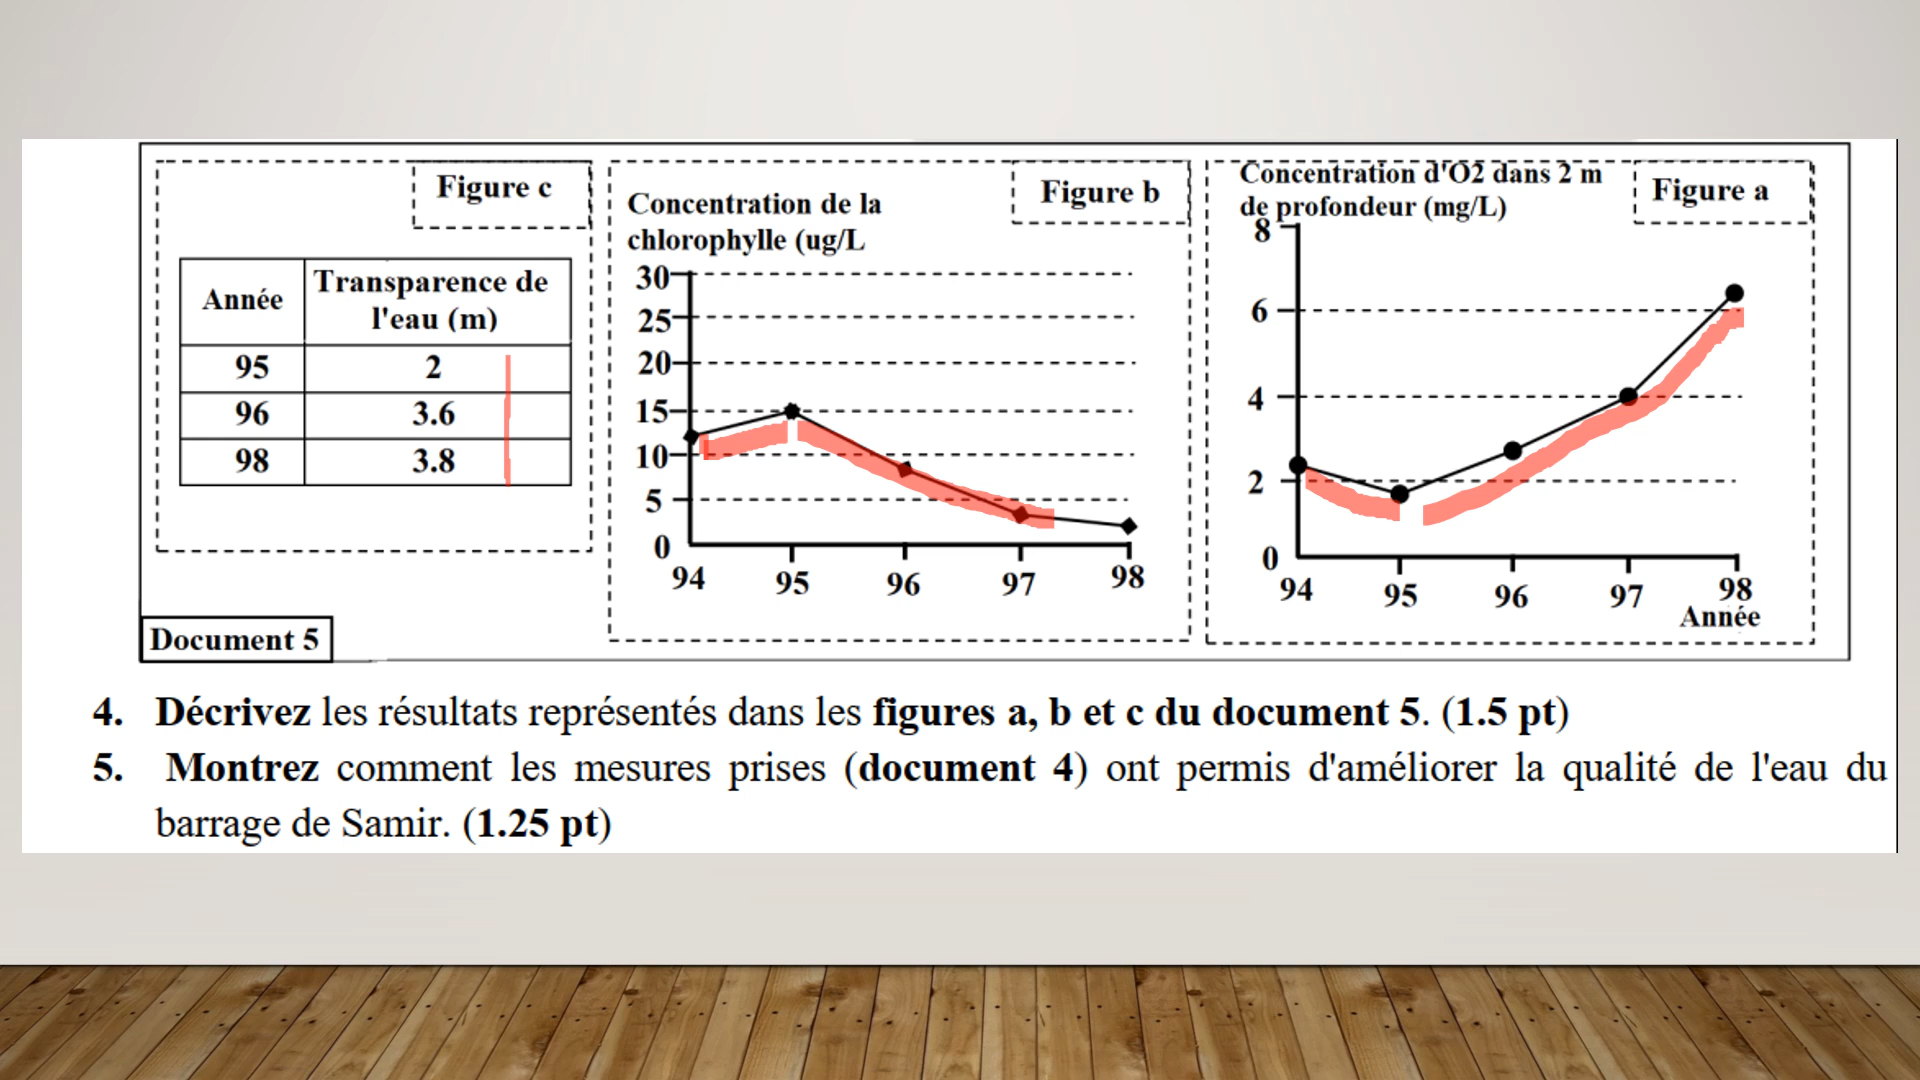 Figure c
Année
Transparence de
l'eau (m)
95 2
96 3.6
98 3.8
Figure b
Concentration de la
chlorophylle (ug/L
30
25
20
15
10
5
0
94 95 96 97 98
Concentration d'O2 dans 2 m
de profondeur (mg/L)
Figure a
8
6
4
2
0
94 95 96 97 98
Année
Document 5
4. Décrivez les résultats représentés dans les figures a, b et c du document 5. (1.5 pt)
5. Montrez comment les mesures prises (document 4) ont permis d'améliorer la qualité de l'eau du
barrage de Samir. (1.25 pt)